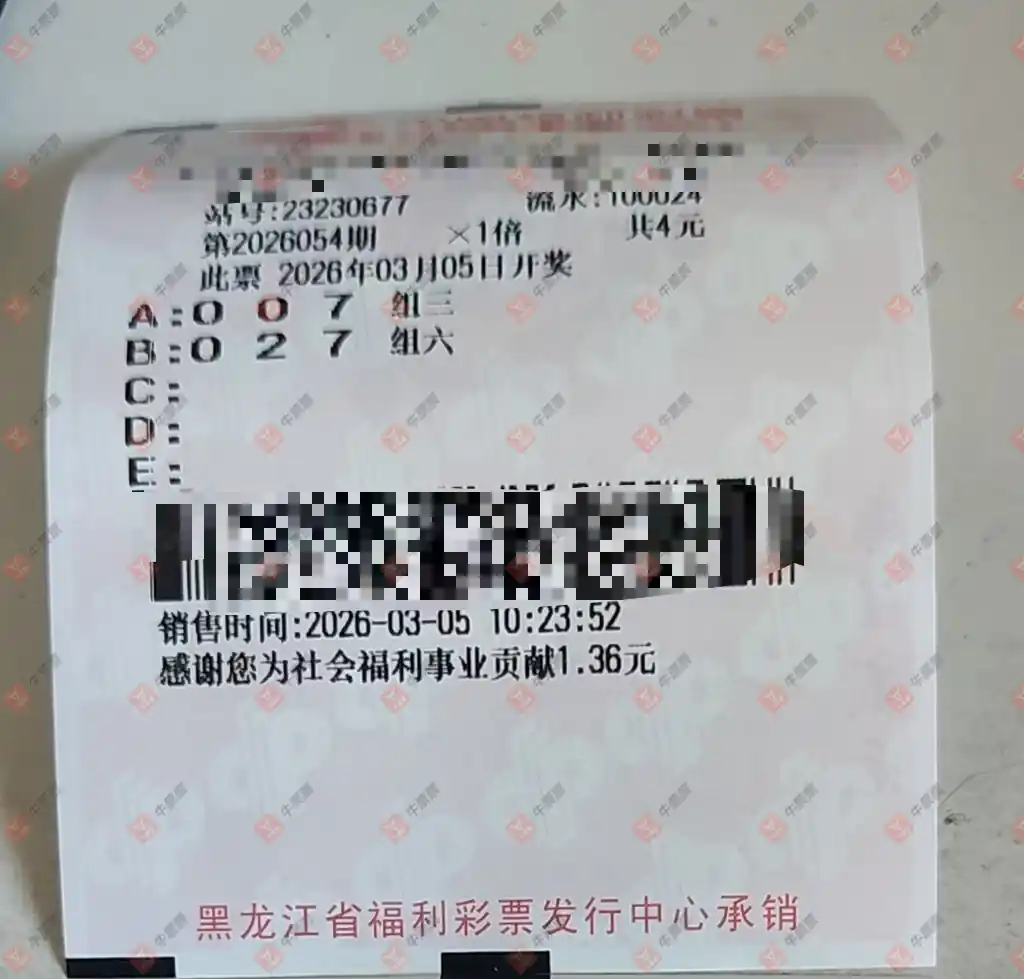 站号:23230677 流水:100024
第2026054期 ×1倍 共4元
此票 2026年03月05日开奖
A:0 0 7 组三
B:0 2 7 组六
C:
D:
E:
销售时间:2026-03-05 10:23:52
感谢您为社会福利事业贡献1.36元
黑龙江省福利彩票发行中心承销
牛票票